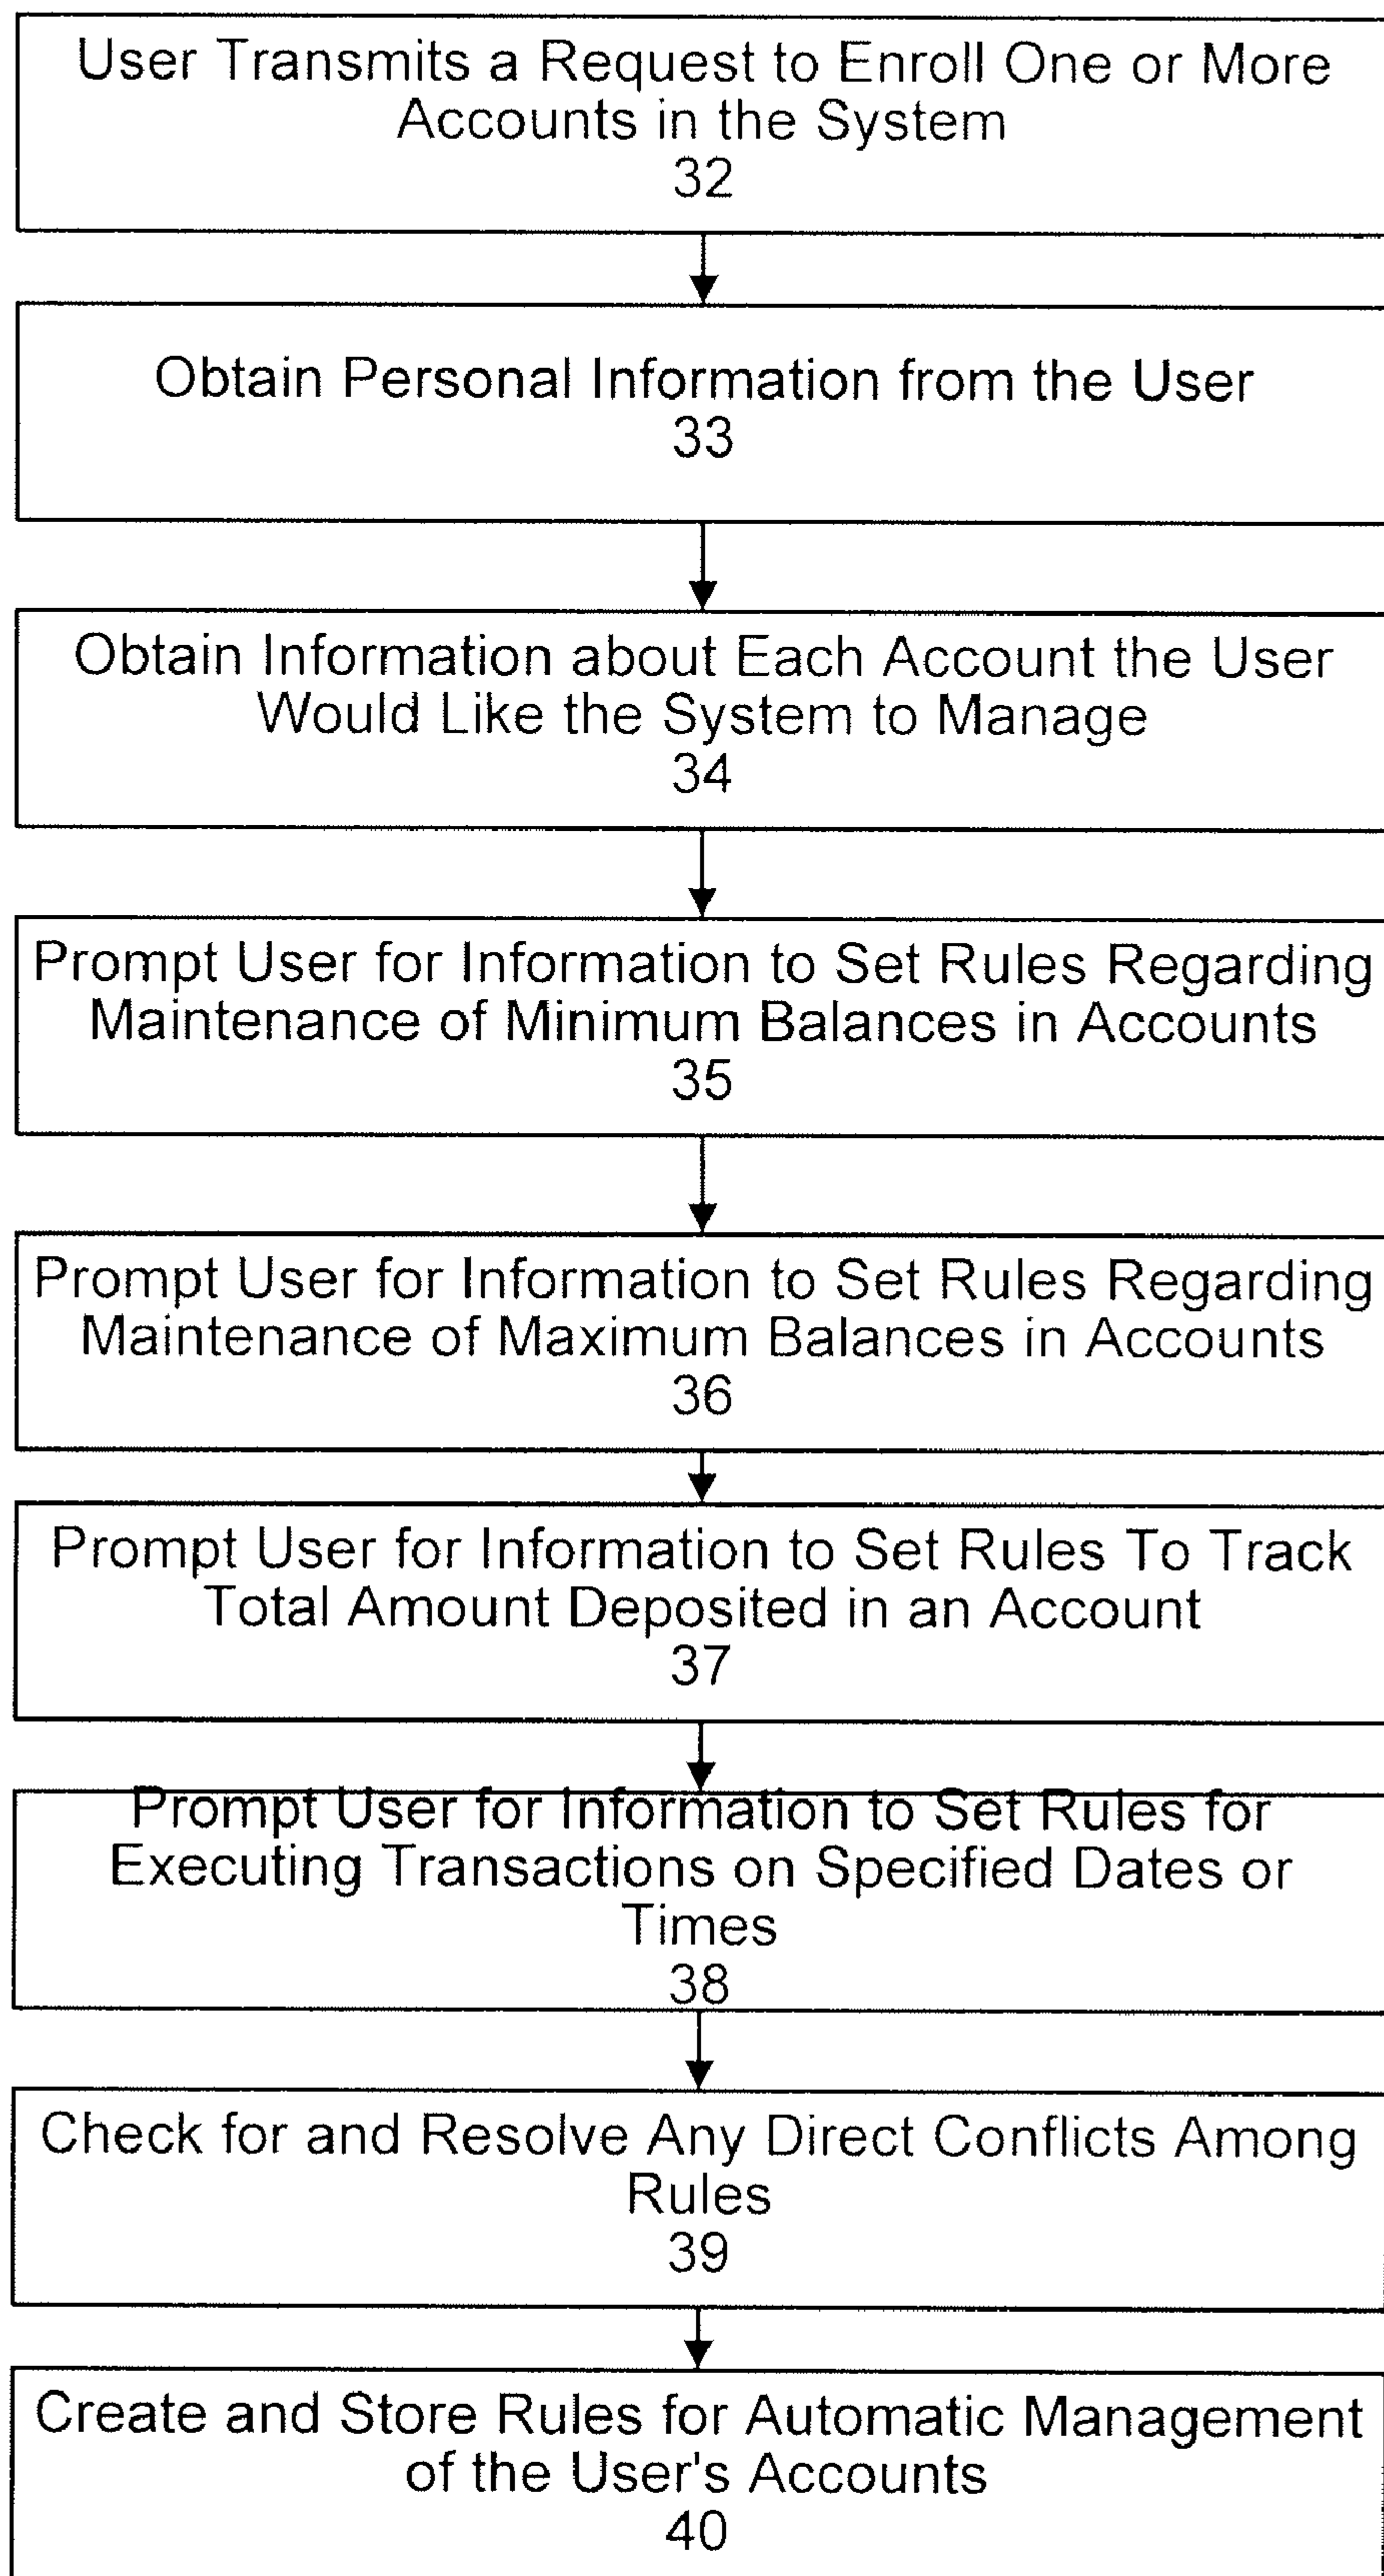 User Transmits a Request to Enroll One or More
Accounts in the System
32
Obtain Personal Information from the User
33
Obtain Information about Each Account the User
Would Like the System to Manage
34
Prompt User for Information to Set Rules Regarding
Maintenance of Minimum Balances in Accounts
35
Prompt User for Information to Set Rules Regarding
Maintenance of Maximum Balances in Accounts
36
Prompt User for Information to Set Rules To Track
Total Amount Deposited in an Account
37
Prompt User for Information to Set Rules for
Executing Transactions on Specified Dates or
Times
38
Check for and Resolve Any Direct Conflicts Among
Rules
39
Create and Store Rules for Automatic Management
of the User's Accounts
40